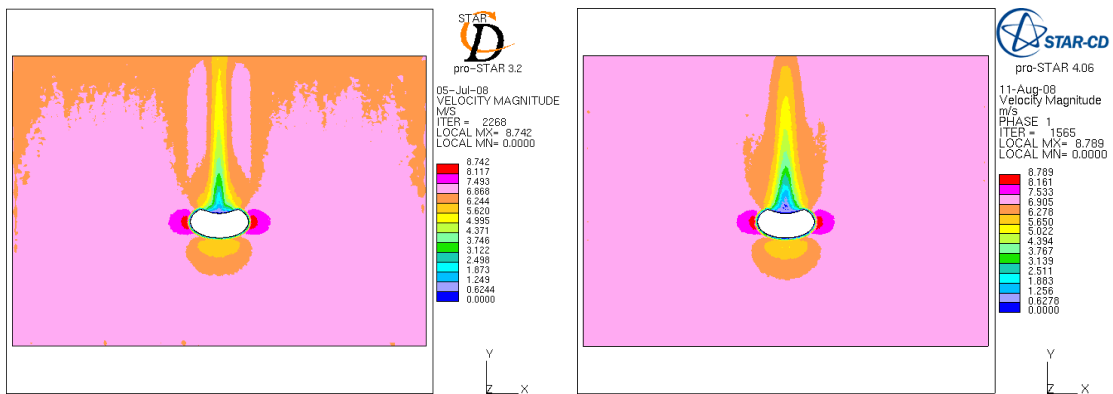 STAR
D
pro-STAR 3.2
05-Jul-08
VELOCITY MAGNITUDE
M/S
ITER = 2268
LOCAL MX= 8.742
LOCAL MN= 0.0000
8.742
8.117
7.493
6.868
6.244
5.620
4.995
4.371
3.746
3.122
2.498
1.873
1.249
0.6244
0.0000
Y
Z X
STAR-CD
pro-STAR 4.06
11-Aug-08
Velocity Magnitude
m/s
PHASE 1
ITER = 1565
LOCAL MX= 8.789
LOCAL MN= 0.0000
8.789
8.161
7.533
6.905
6.278
5.650
5.022
4.394
3.767
3.139
2.511
1.883
1.256
0.6278
0.0000
Y
Z X